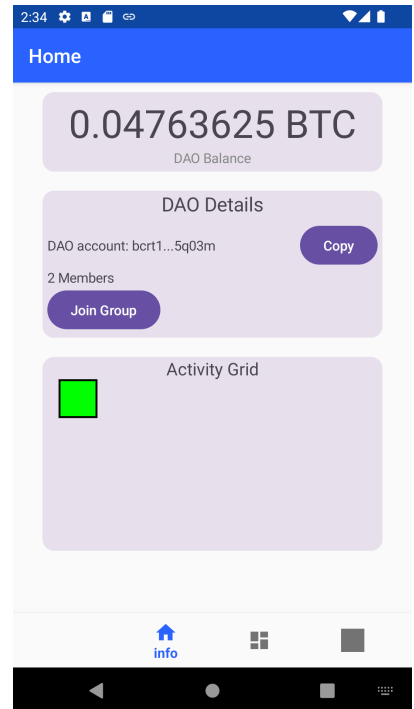 2:34
Home
0.04763625 BTC
DAO Balance
DAO Details
DAO account: bcrt1...5q03m
Copy
2 Members
Join Group
Activity Grid
info